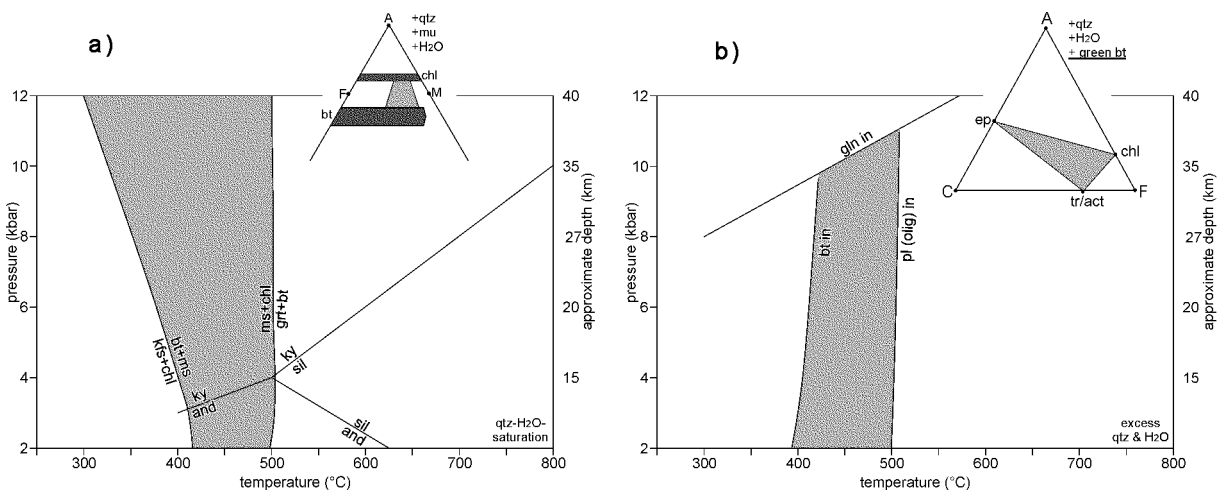 a)
A
+qtz
+mu
+H2O
chl
F
M
bt
12
10
8
6
4
2
pressure (kbar)
40
35
27
20
15
approximate depth (km)
300
400
500
600
700
800
temperature (°C)
kfs+chl
bt+ms
ms+chl
grt+bt
ky
sil
ky
and
sil
and
qtz-H2O-
saturation
b)
A
+qtz
+H2O
+ green bt
ep
chl
C
F
tr/act
12
10
8
6
4
2
pressure (kbar)
40
35
27
20
15
approximate depth (km)
300
400
500
600
700
800
temperature (°C)
gln in
bt in
pl (olig) in
excess
qtz & H2O